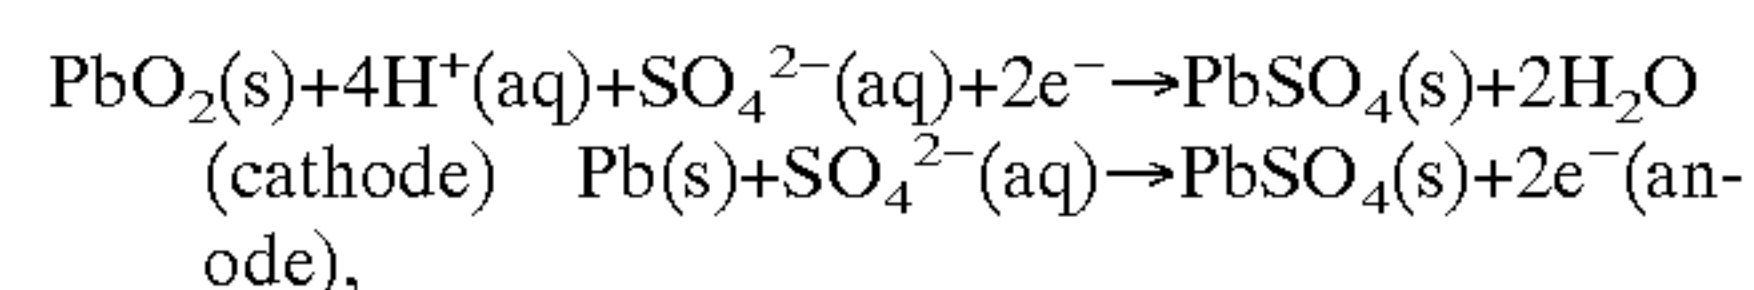 PbO₂(s)+4H⁺(aq)+SO₄²⁻(aq)+2e⁻→PbSO₄(s)+2H₂O
(cathode) Pb(s)+SO₄²⁻(aq)→PbSO₄(s)+2e⁻(an-
ode),